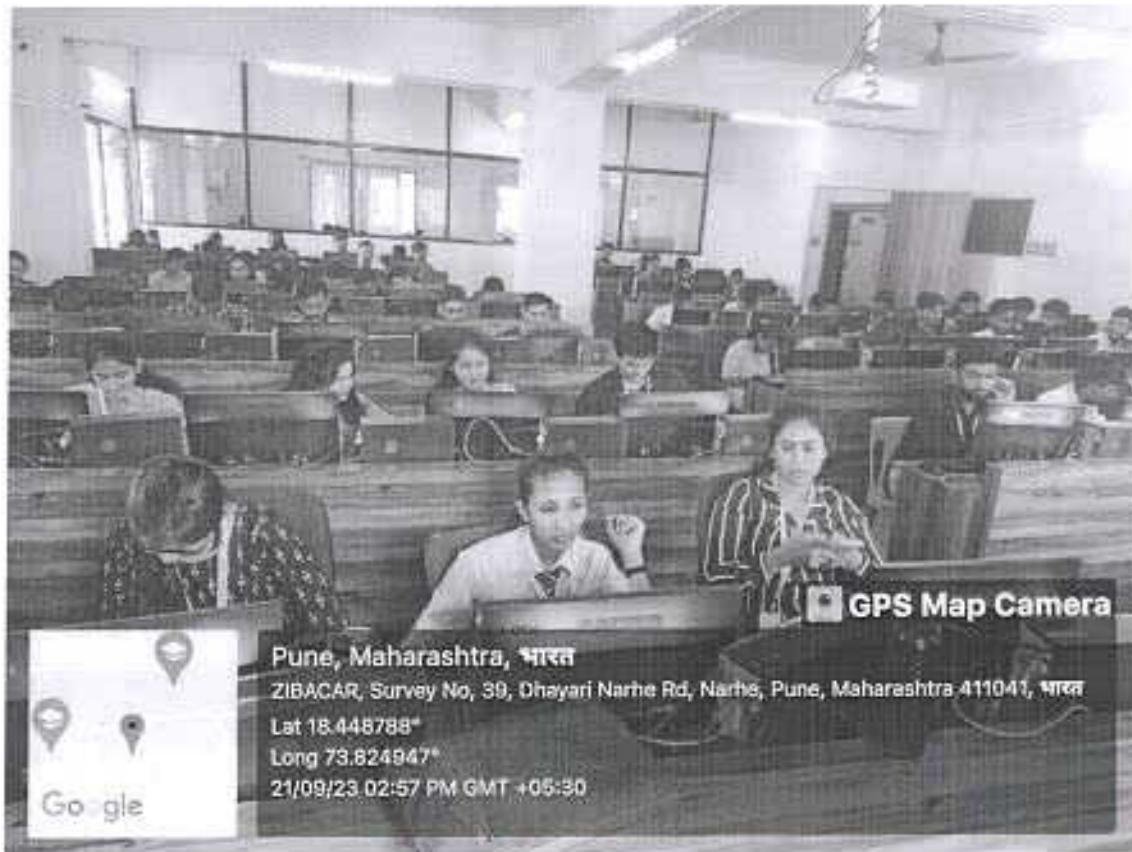 GPS Map Camera
Pune, Maharashtra, भारत
ZIBACAR, Survey No, 39, Dhayari Narhe Rd, Narhe, Pune, Maharashtra 411041, भारत
Lat 18.448788°
Long 73.824947°
21/09/23 02:57 PM GMT +05:30
Google